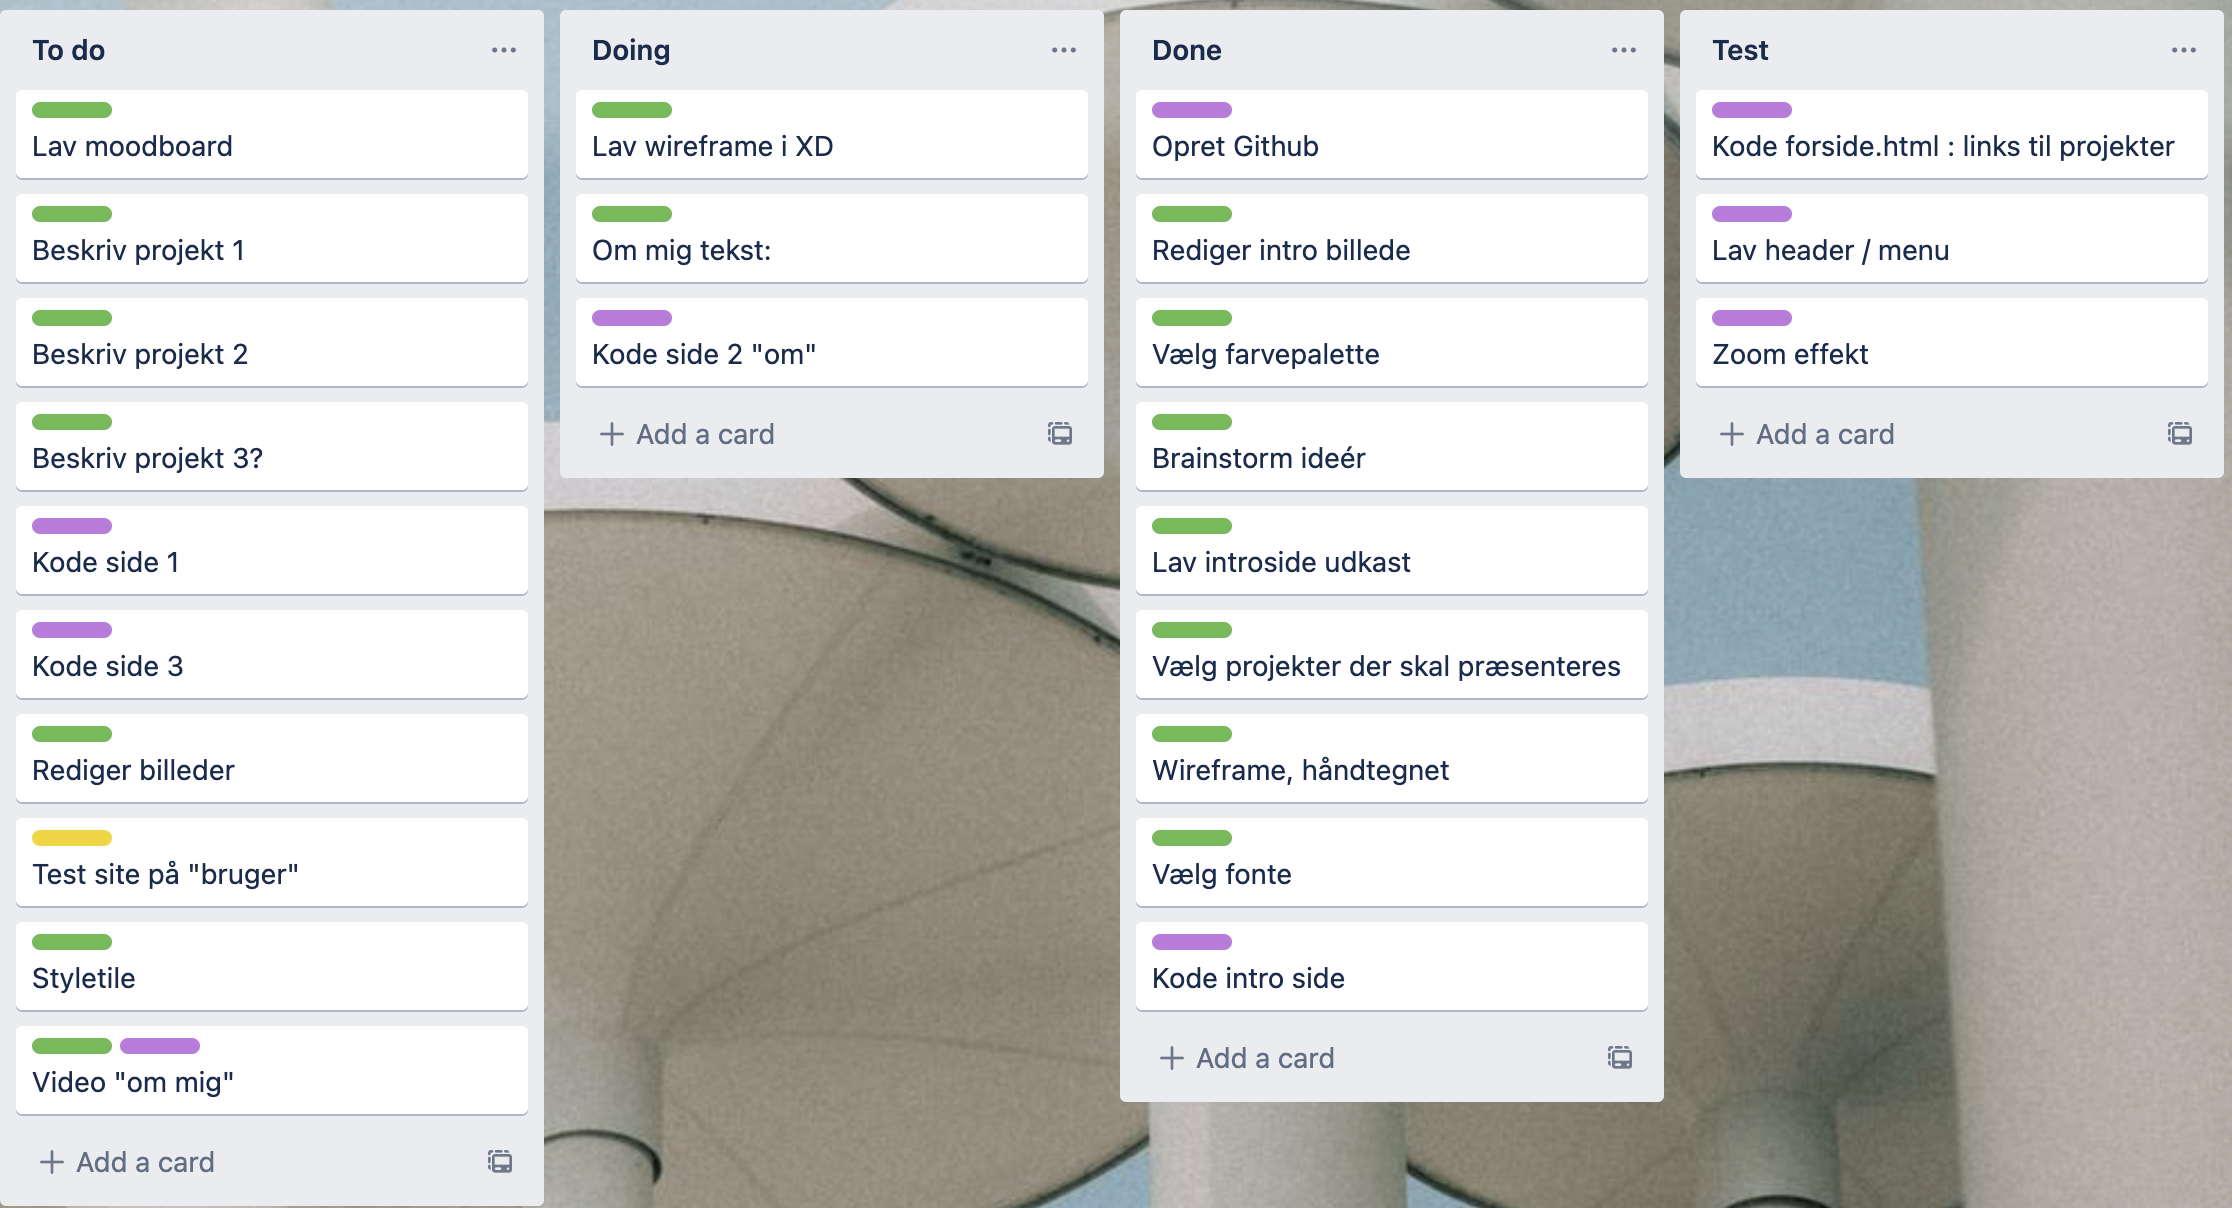 To do
Lav moodboard
Beskriv projekt 1
Beskriv projekt 2
Beskriv projekt 3?
Kode side 1
Kode side 3
Rediger billeder
Test site på "bruger"
Styletile
Video "om mig"
Add a card
Doing
Lav wireframe i XD
Om mig tekst:
Kode side 2 "om"
Add a card
Done
Opret Github
Rediger intro billede
Vælg farvepalette
Brainstorm ideér
Lav introside udkast
Vælg projekter der skal præsenteres
Wireframe, håndtegnet
Vælg fonte
Kode intro side
Add a card
Test
Kode forside.html : links til projekter
Lav header / menu
Zoom effekt
Add a card